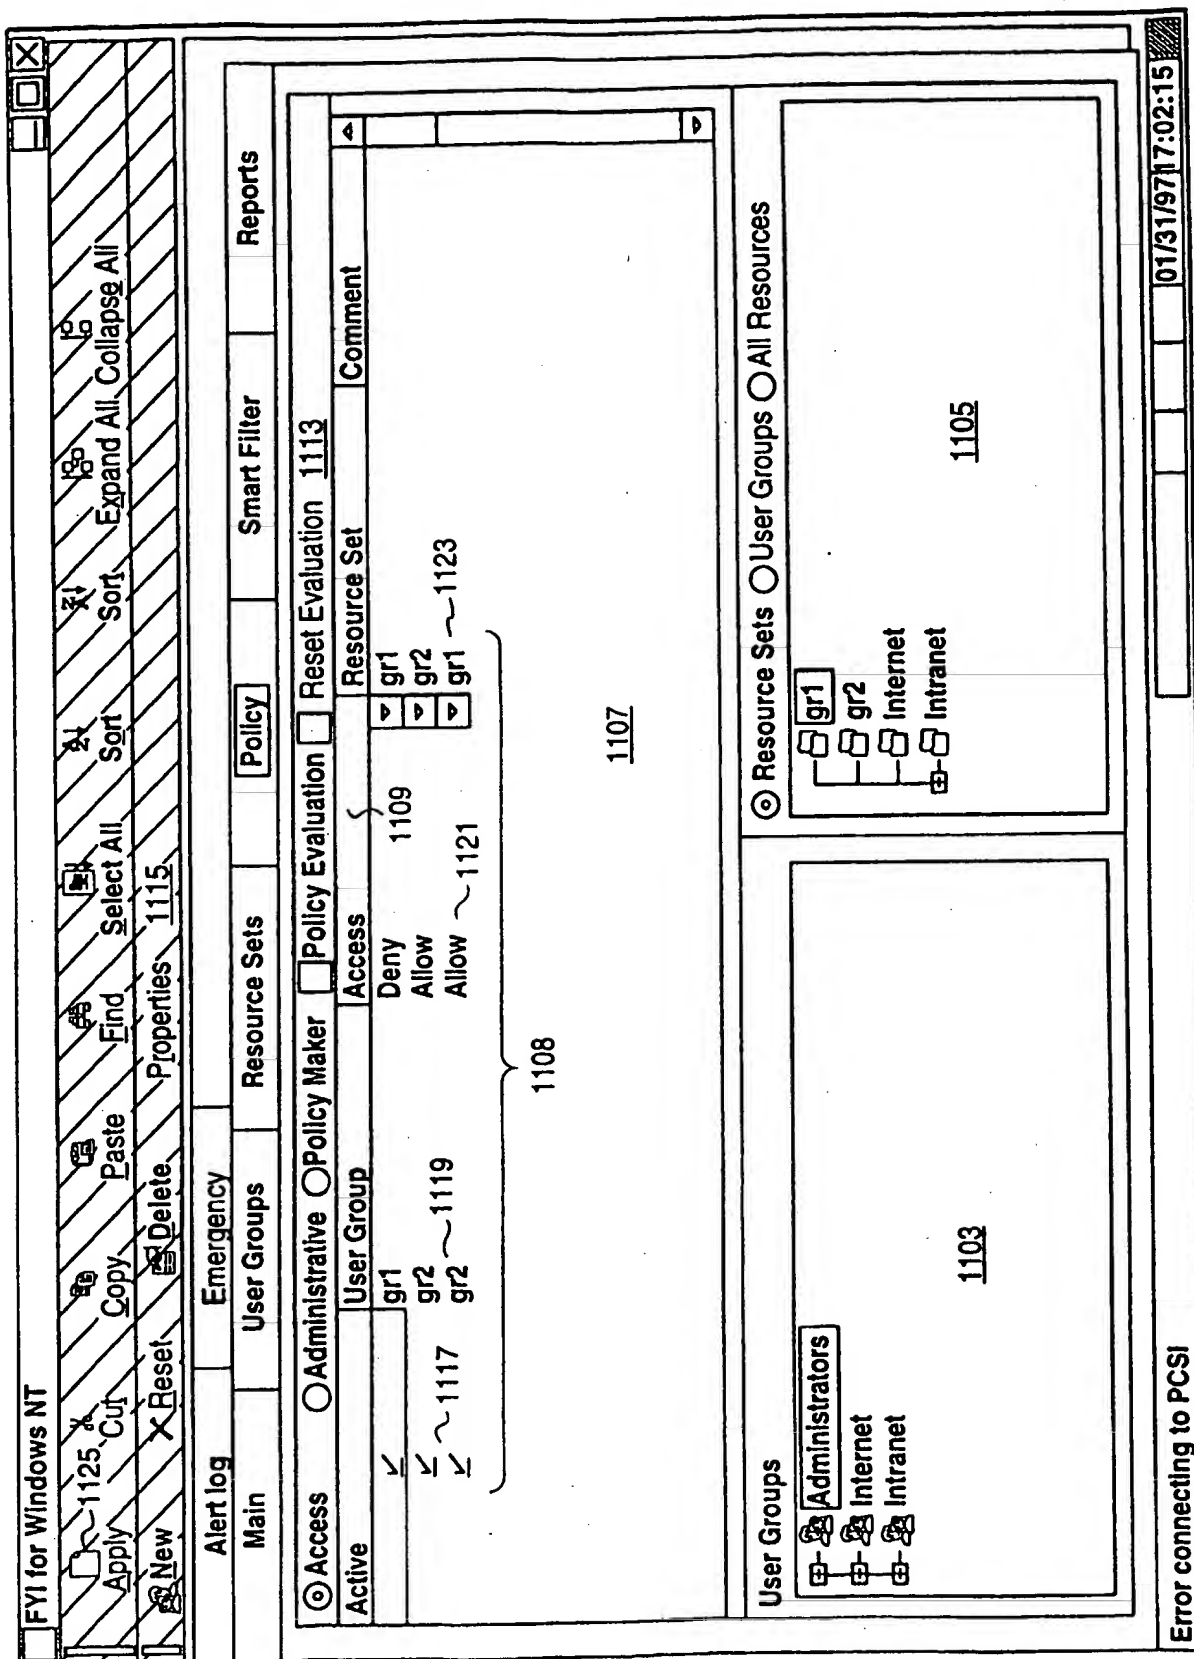 FYI for Windows NT
1125
Apply Cut Copy Paste Find Select All Sort Sort Expand All Collapse All
New Reset Delete Properties 1115
Alert log Emergency
Main User Groups Resource Sets Policy Smart Filter Reports
Access Administrative Policy Maker Policy Evaluation Reset Evaluation 1113
Active User Group Access Resource Set Comment
gr1 Deny gr1
1109
gr2 Allow gr2
1117 gr2 1119 Allow 1121 gr1 1123
1108
1107
User Groups
Administrators
Internet
Intranet
1103
Resource Sets User Groups All Resources
gr1
gr2
Internet
Intranet
1105
Error connecting to PCSI 01/31/97 17:02:15